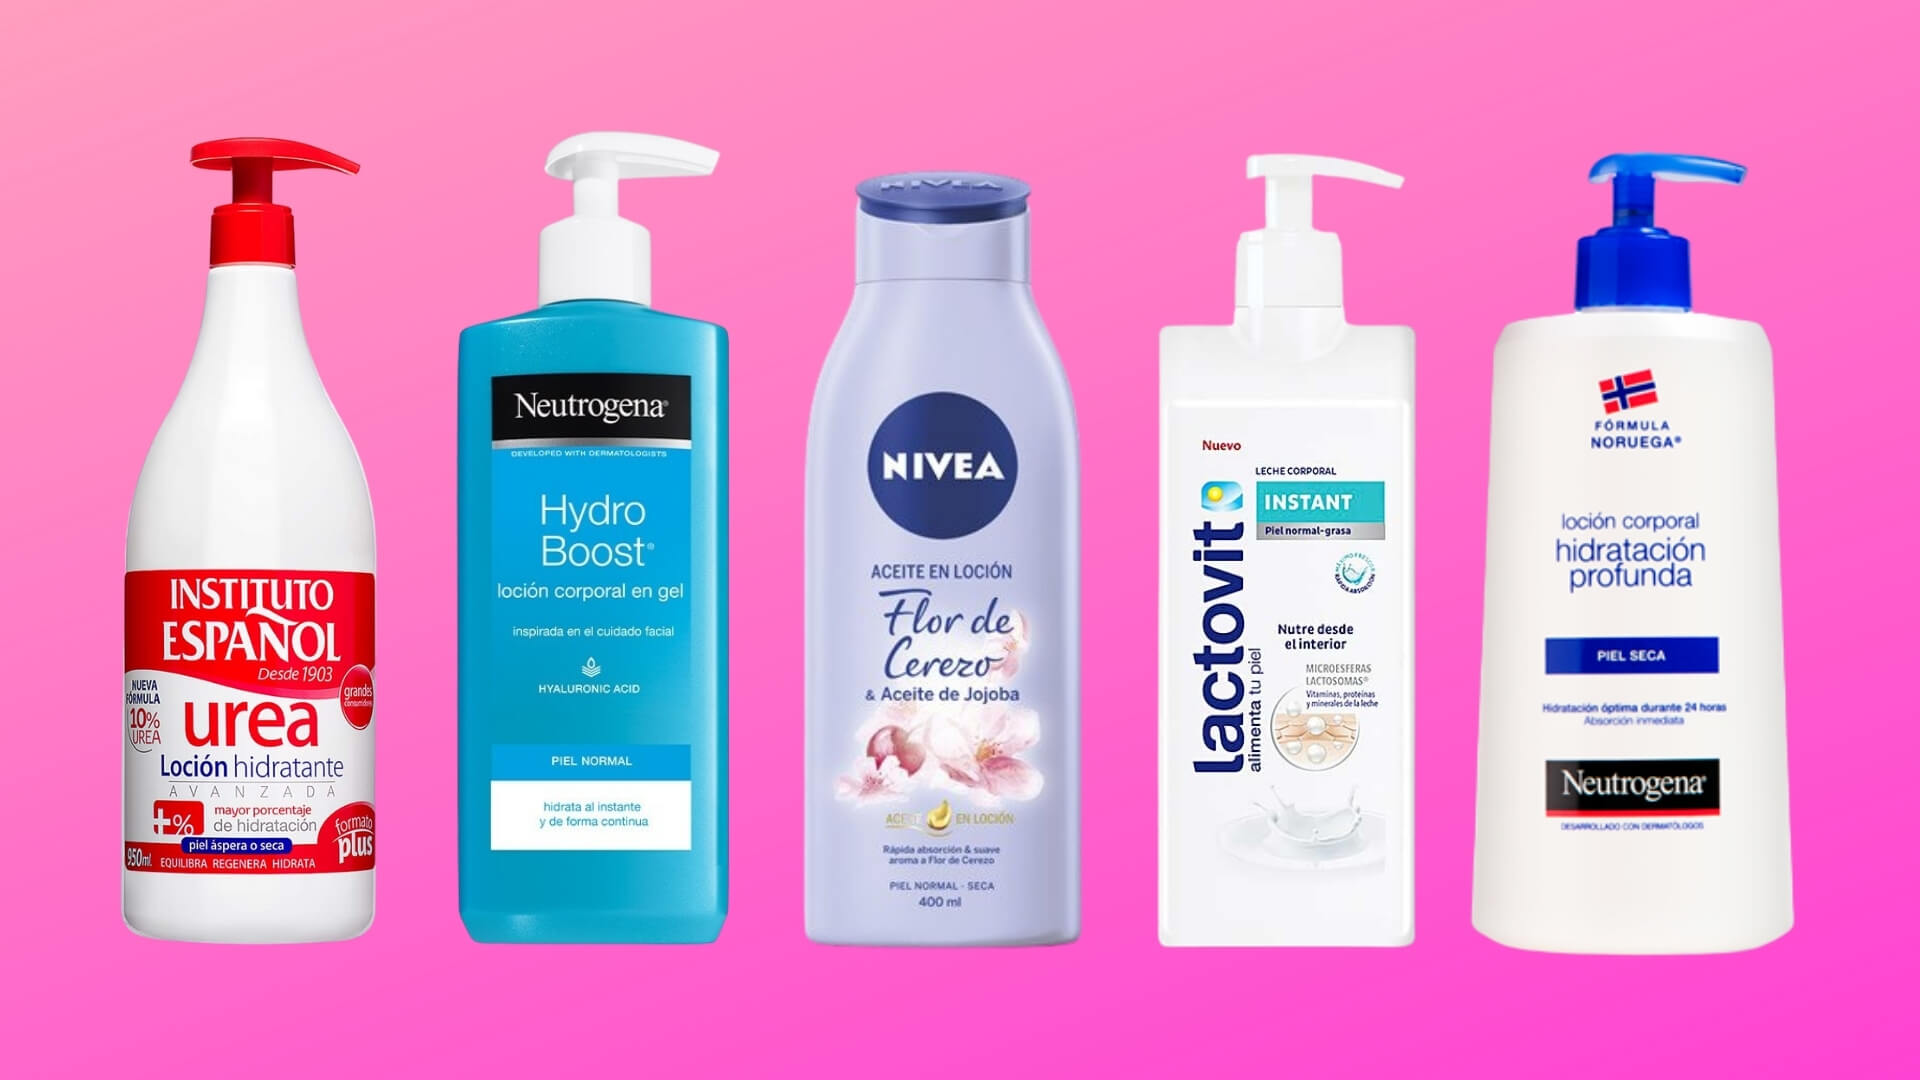 INSTITUTO
ESPAÑOL
Desde 1903
NUEVA
FÓRMULA
10%
UREA
grandes
consumidores
urea
Loción hidratante
AVANZADA
+%
mayor porcentaje
de hidratación
formato
plus
piel áspera o seca
950ml.
EQUILIBRA REGENERA HIDRATA
Neutrogena®
DEVELOPED WITH DERMATOLOGISTS
Hydro
Boost®
loción corporal en gel
inspirada en el cuidado facial
HYALURONIC ACID
PIEL NORMAL
hidrata al instante
y de forma continua
NIVEA
NIVEA
ACEITE EN LOCIÓN
Flor de
Cerezo
& Aceite de Jojoba
ACEITE EN LOCIÓN
Rápida absorción & suave
aroma a Flor de Cerezo
PIEL NORMAL - SECA
400 ml
Nuevo
LECHE CORPORAL
INSTANT
Piel normal-grasa
lactovit
alimenta tu piel
Nutre desde
el interior
MICROESFERAS
LACTOSOMAS®
Vitaminas, proteínas
y minerales de la leche
FÓRMULA
NORUEGA®
loción corporal
hidratación
profunda
PIEL SECA
Hidratación óptima durante 24 horas
Absorción inmediata
Neutrogena®
DESARROLLADO CON DERMATÓLOGOS